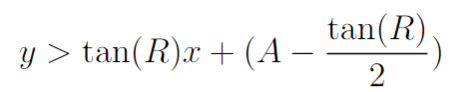 y > tan(R)x + (A − tan(R)/2)